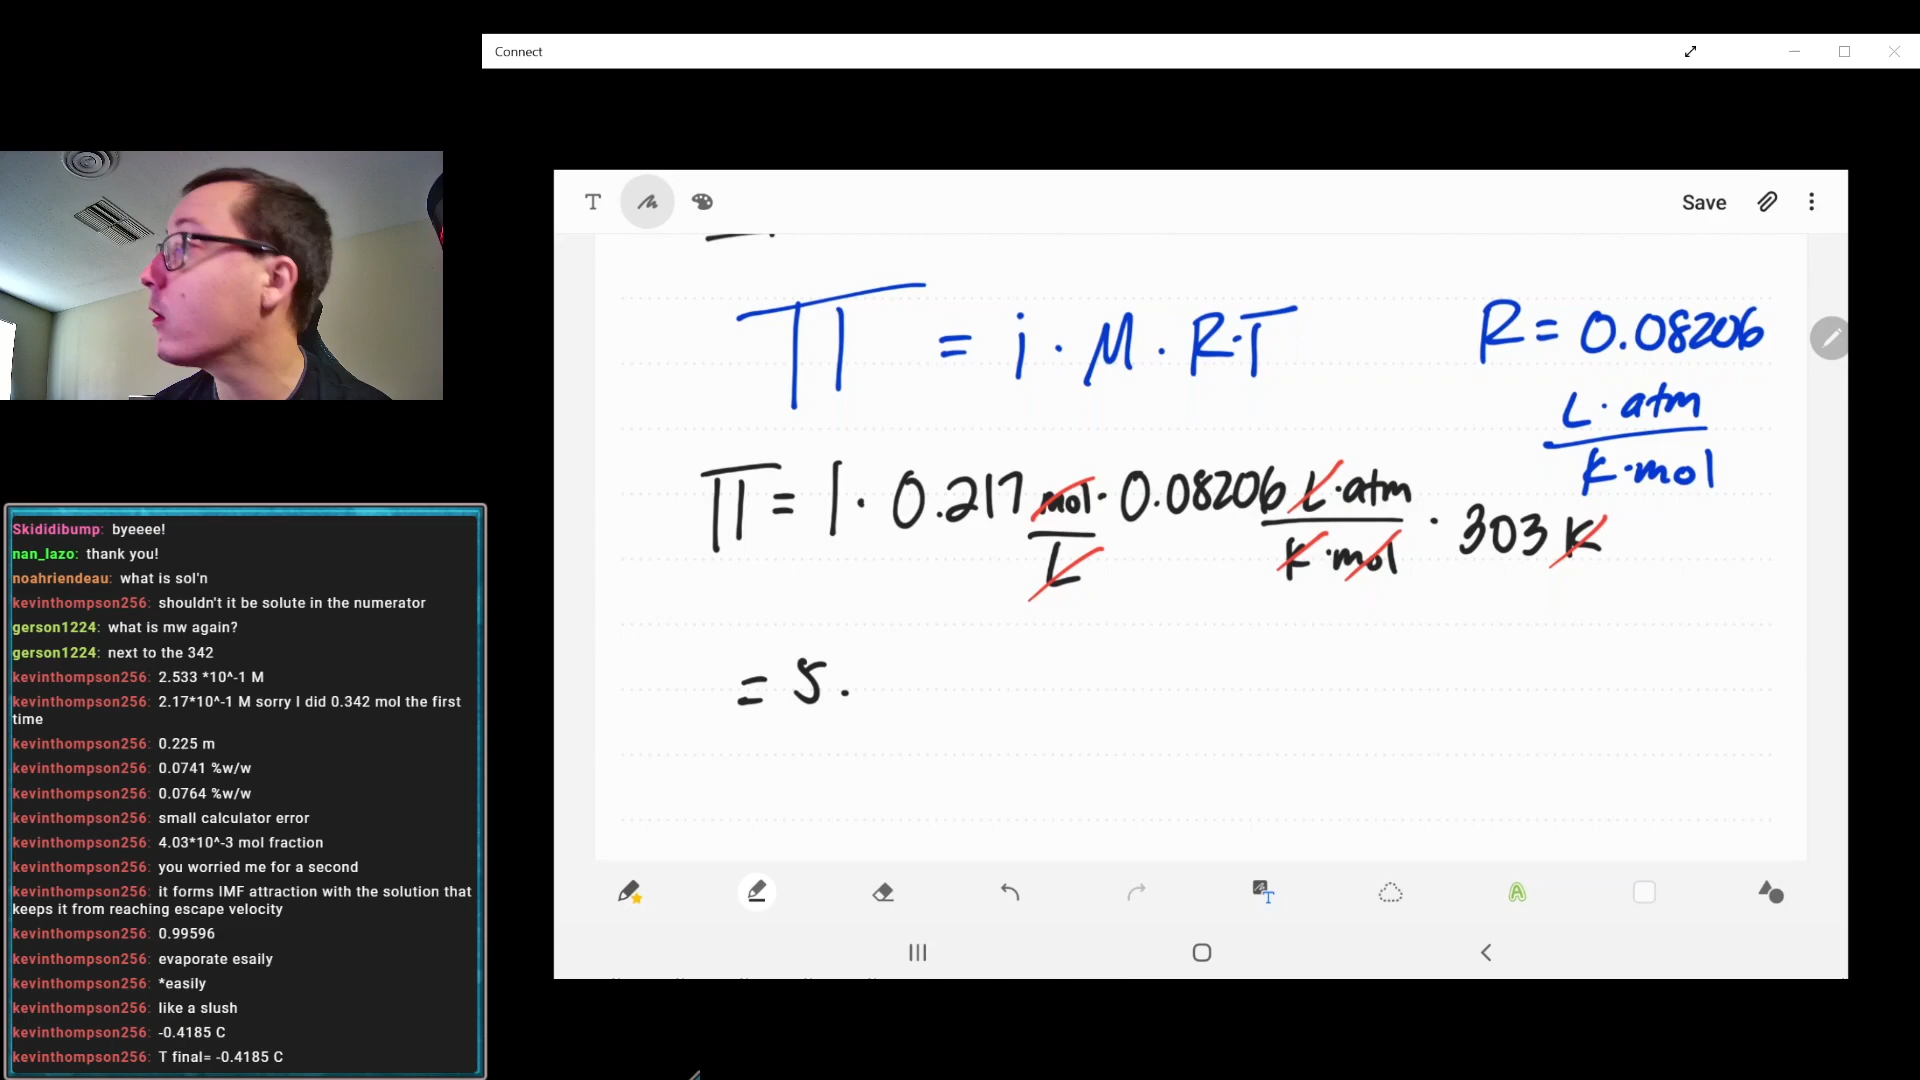 Connect
T
Save
Π = i · M · R·T
R = 0.08206
L·atm
K·mol
Π = 1 · 0.217 mol · 0.08206 L·atm · 303 K
L
K·mol
= 5.
T
A
Skididibump: byeeee!
nan_lazo: thank you!
noahriendeau: what is sol'n
kevinthompson256: shouldn't it be solute in the numerator
gerson1224: what is mw again?
gerson1224: next to the 342
kevinthompson256: 2.533 *10^-1 M
kevinthompson256: 2.17*10^-1 M sorry I did 0.342 mol the first
time
kevinthompson256: 0.225 m
kevinthompson256: 0.0741 %w/w
kevinthompson256: 0.0764 %w/w
kevinthompson256: small calculator error
kevinthompson256: 4.03*10^-3 mol fraction
kevinthompson256: you worried me for a second
kevinthompson256: it forms IMF attraction with the solution that
keeps it from reaching escape velocity
kevinthompson256: 0.99596
kevinthompson256: evaporate esaily
kevinthompson256: *easily
kevinthompson256: like a slush
kevinthompson256: -0.4185 C
kevinthompson256: T final= -0.4185 C